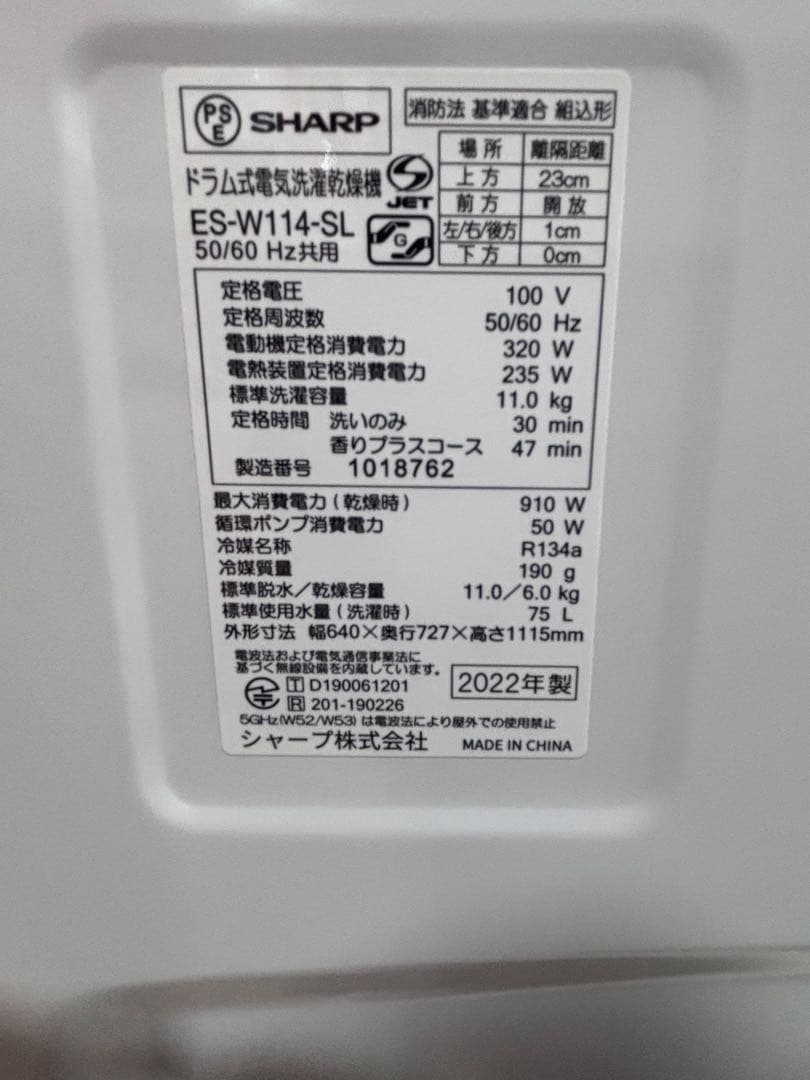 PSE SHARP
消防法 基準適合 組込形
ドラム式電気洗濯乾燥機
JET
ES-W114-SL
G
50/60 Hz共用
場所 離隔距離
上方 23cm
前方 開放
左/右/後方 1cm
下方 0cm
定格電圧 100 V
定格周波数 50/60 Hz
電動機定格消費電力 320 W
電熱装置定格消費電力 235 W
標準洗濯容量 11.0 kg
定格時間 洗いのみ 30 min
香りプラスコース 47 min
製造番号 1018762
最大消費電力(乾燥時) 910 W
循環ポンプ消費電力 50 W
冷媒名称 R134a
冷媒質量 190 g
標準脱水/乾燥容量 11.0/6.0 kg
標準使用水量(洗濯時) 75 L
外形寸法 幅640×奥行727×高さ1115mm
電波法および電気通信事業法に
基づく無線設備を内蔵しています。
T D190061201
R 201-190226
2022年製
5GHz(W52/W53)は電波法により屋外での使用禁止
シャープ株式会社 MADE IN CHINA